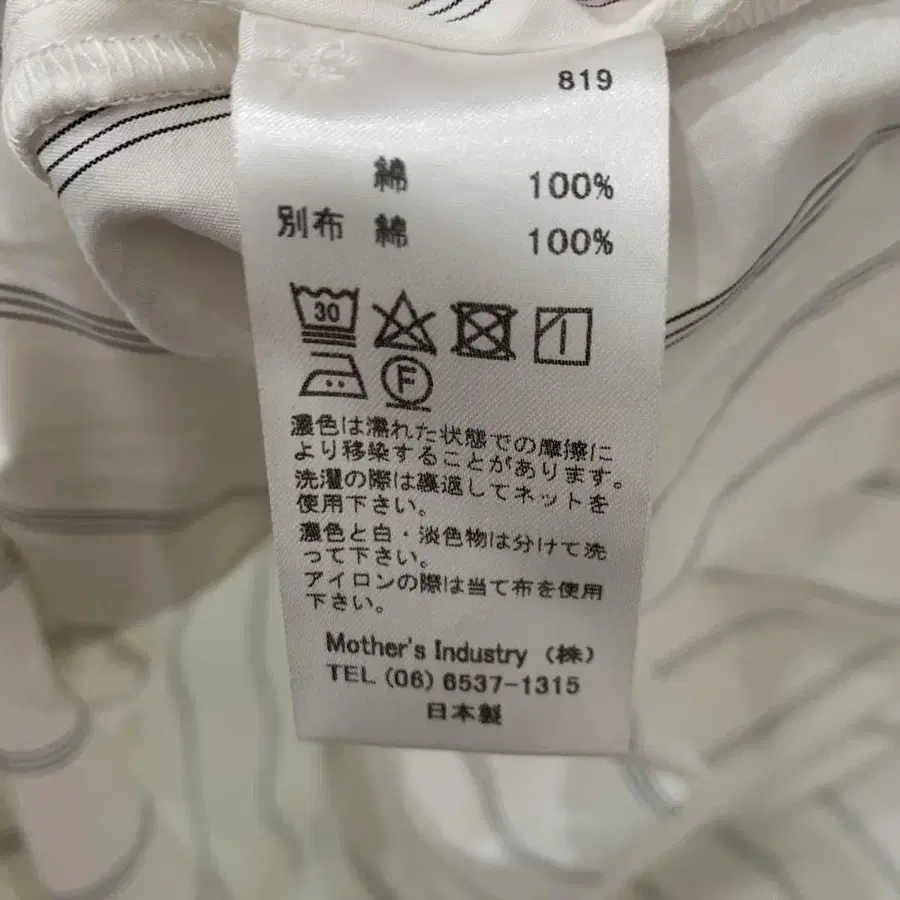 819
綿 100%
別布 綿 100%
30
F
濃色は濡れた状態での摩擦に
より移染することがあります。
洗濯の際は裏返してネットを
使用下さい。
濃色と白・淡色物は分けて洗
って下さい。
アイロンの際は当て布を使用
下さい。
Mother's Industry (株)
TEL (06) 6537-1315
日本製